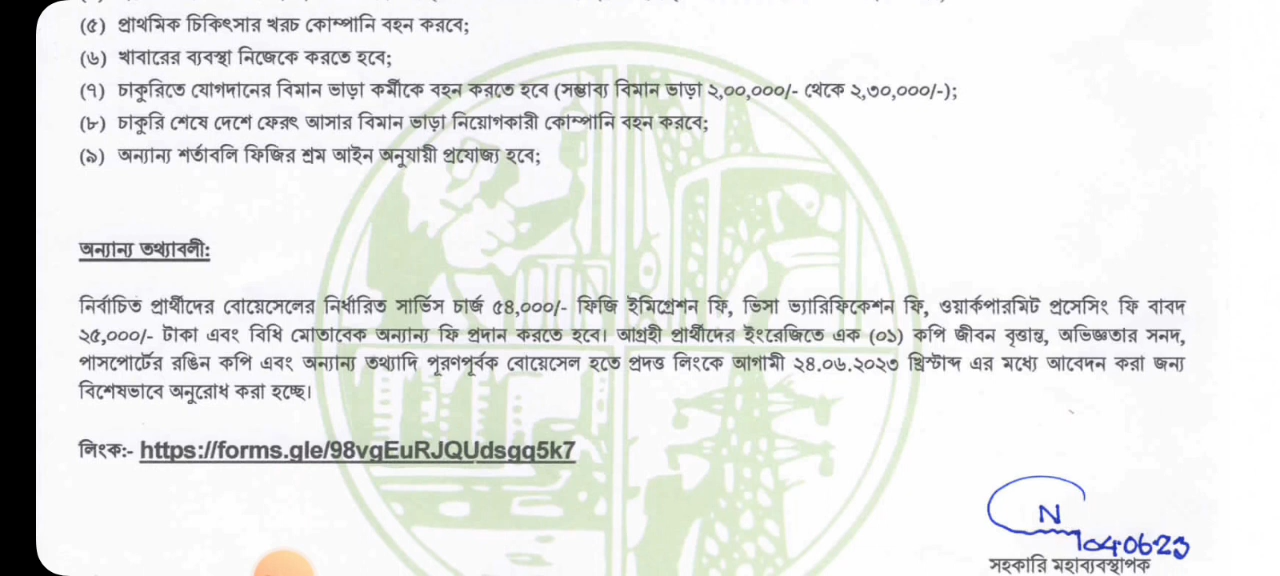 (৫) প্রাথমিক চিকিৎসার খরচ কোম্পানি বহন করবে;
(৬) খাবারের ব্যবস্থা নিজেকে করতে হবে;
(৭) চাকুরিতে যোগদানের বিমান ভাড়া কর্মীকে বহন করতে হবে (সম্ভাব্য বিমান ভাড়া ২,০০,০০০/- থেকে ২,৩০,০০০/-);
(৮) চাকুরি শেষে দেশে ফেরৎ আসার বিমান ভাড়া নিয়োগকারী কোম্পানি বহন করবে;
(৯) অন্যান্য শর্তাবলি ফিজির শ্রম আইন অনুযায়ী প্রযোজ্য হবে;
অন্যান্য তথ্যাবলী:
নির্বাচিত প্রার্থীদের বোয়েসেলের নির্ধারিত সার্ভিস চার্জ ৫৪,০০০/- ফিজি ইমিগ্রেশন ফি, ভিসা ভ্যারিফিকেশন ফি, ওয়ার্কপারমিট প্রসেসিং ফি বাবদ
২৫,০০০/- টাকা এবং বিধি মোতাবেক অন্যান্য ফি প্রদান করতে হবে। আগ্রহী প্রার্থীদের ইংরেজিতে এক (০১) কপি জীবন বৃত্তান্ত, অভিজ্ঞতার সনদ,
পাসপোর্টের রঙিন কপি এবং অন্যান্য তথ্যাদি পূরণপূর্বক বোয়েসেল হতে প্রদত্ত লিংকে আগামী ২৪.০৬.২০২৩ খ্রিস্টাব্দ এর মধ্যে আবেদন করা জন্য
বিশেষভাবে অনুরোধ করা হচ্ছে।
লিংক:- https://forms.gle/98vgEuRJQUdsgq5k7
N
04.06.23
সহকারি মহাব্যবস্থাপক